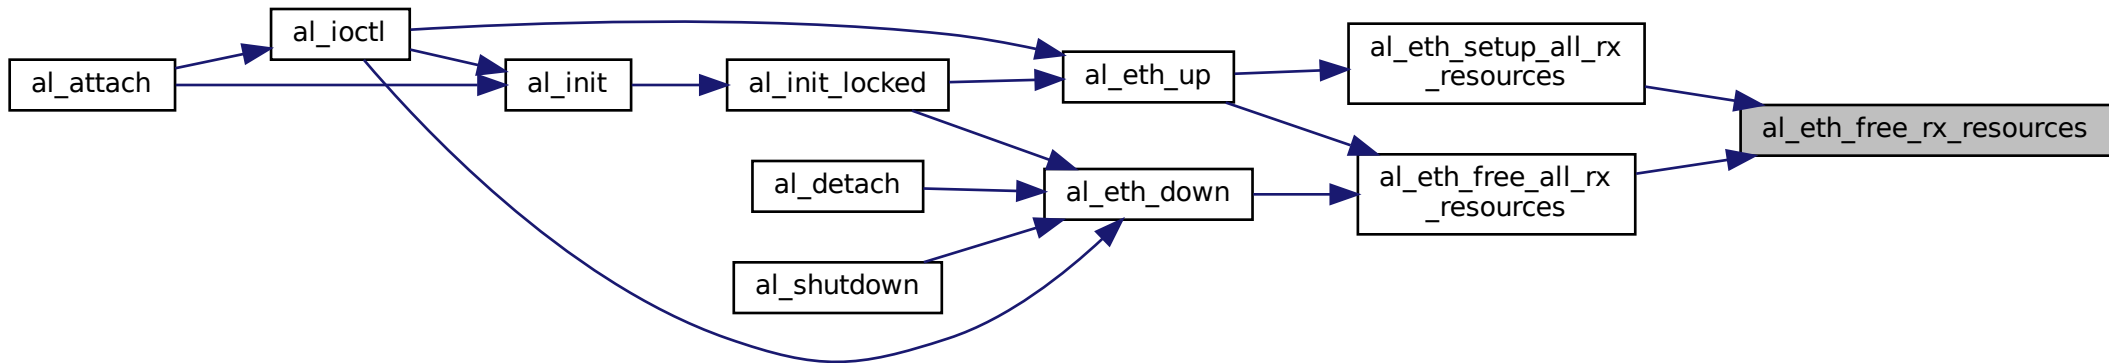 al_ioctl
al_attach
al_init
al_init_locked
al_detach
al_shutdown
al_eth_up
al_eth_down
al_eth_setup_all_rx
_resources
al_eth_free_all_rx
_resources
al_eth_free_rx_resources